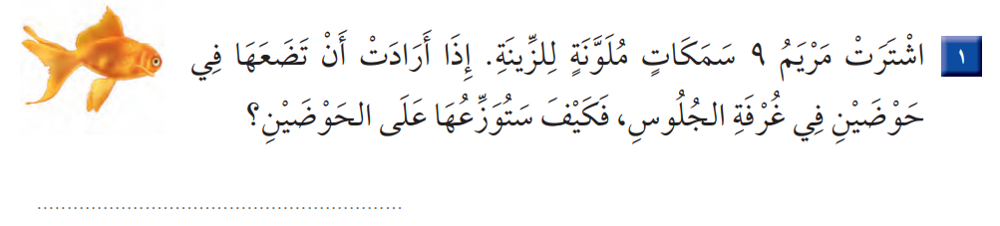 ١ اشْتَرَتْ مَرْيَمُ ٩ سَمَكَاتٍ مُلَوَّنَةٍ لِلزِّينَةِ. إِذَا أَرَادَتْ أَنْ تَضَعَهَا فِي
حَوْضَيْنِ فِي غُرْفَةِ الجُلُوسِ، فَكَيْفَ سَتُوَزِّعُهَا عَلَى الحَوْضَيْنِ؟